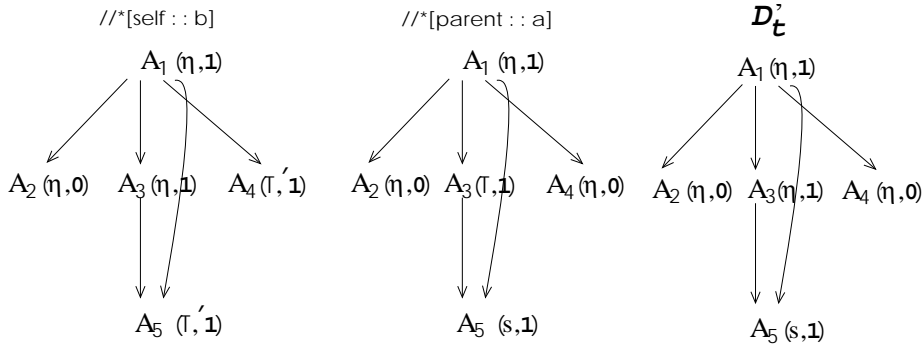 //*[self : : b] //*[parent : : a] D't
A1 (η,1) A1 (η,1) A1 (η,1)
A2 (η,0) A3 (η,1) A4 (T,′1) A2 (η,0) A3 (T,1) A4 (η,0) A2 (η,0) A3 (η,1) A4 (η,0)
A5 (T,′1) A5 (s,1) A5 (s,1)